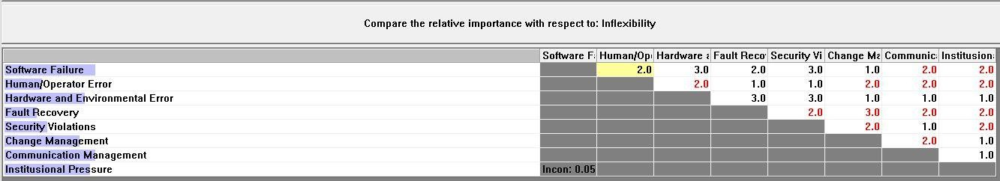 Compare the relative importance with respect to: Inflexibility
Software F Human/Op Hardware a Fault Reco Security Vi Change Ma Communic Institution
Software Failure 2.0 3.0 2.0 3.0 1.0 2.0 2.0
Human/Operator Error 2.0 1.0 1.0 2.0 2.0 2.0
Hardware and Environmental Error 3.0 3.0 1.0 1.0 1.0
Fault Recovery 2.0 3.0 2.0 2.0
Security Violations 2.0 1.0 2.0
Change Management 2.0 1.0
Communication Management 1.0
Institusional Pressure Incon: 0.05